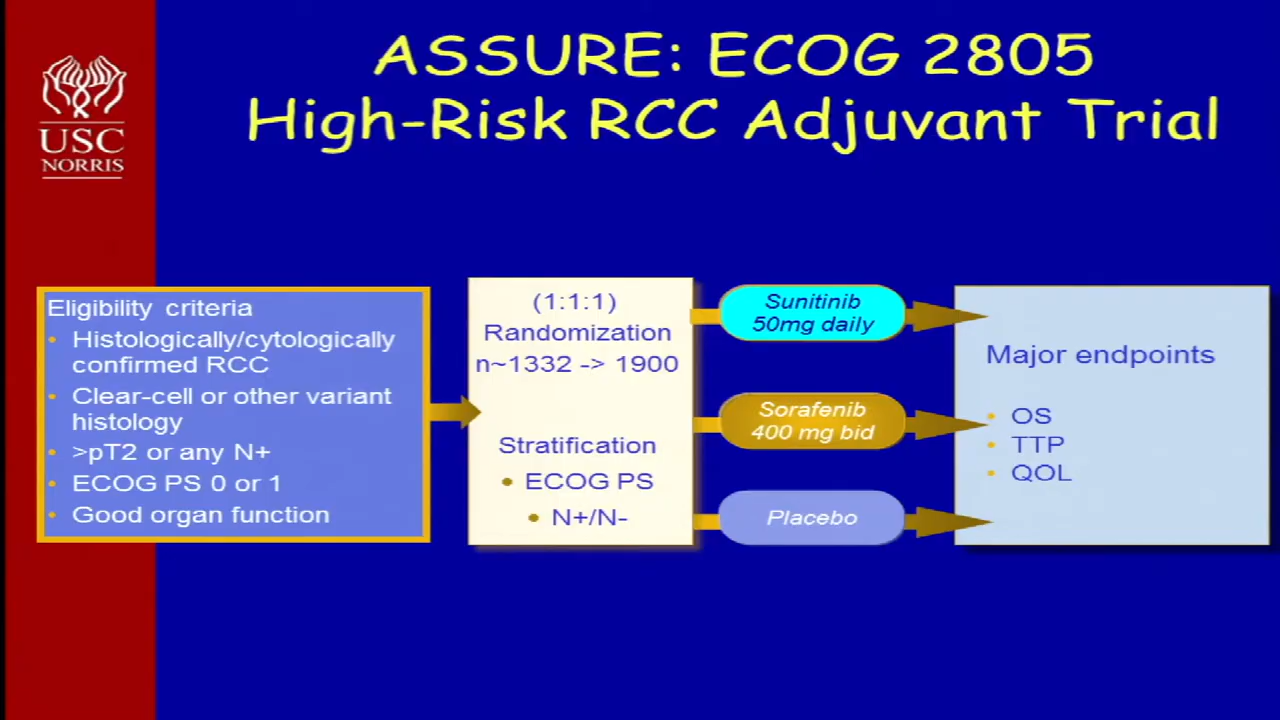 ASSURE: ECOG 2805
High-Risk RCC Adjuvant Trial
USC
NORRIS
Eligibility criteria
• Histologically/cytologically
confirmed RCC
• Clear-cell or other variant
histology
• >pT2 or any N+
• ECOG PS 0 or 1
• Good organ function
(1:1:1)
Randomization
n~1332 -> 1900
Stratification
• ECOG PS
• N+/N-
Sunitinib
50mg daily
Sorafenib
400 mg bid
Placebo
Major endpoints
• OS
• TTP
• QOL